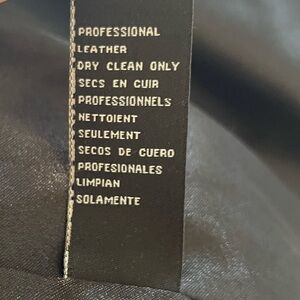 PROFESSIONAL
LEATHER
DRY CLEAN ONLY
SECS EN CUIR
PROFESSIONNELS
NETTOIENT
SEULEMENT
SECOS DE CUERO
PROFESIONALES
LIMPIAN
SOLAMENTE